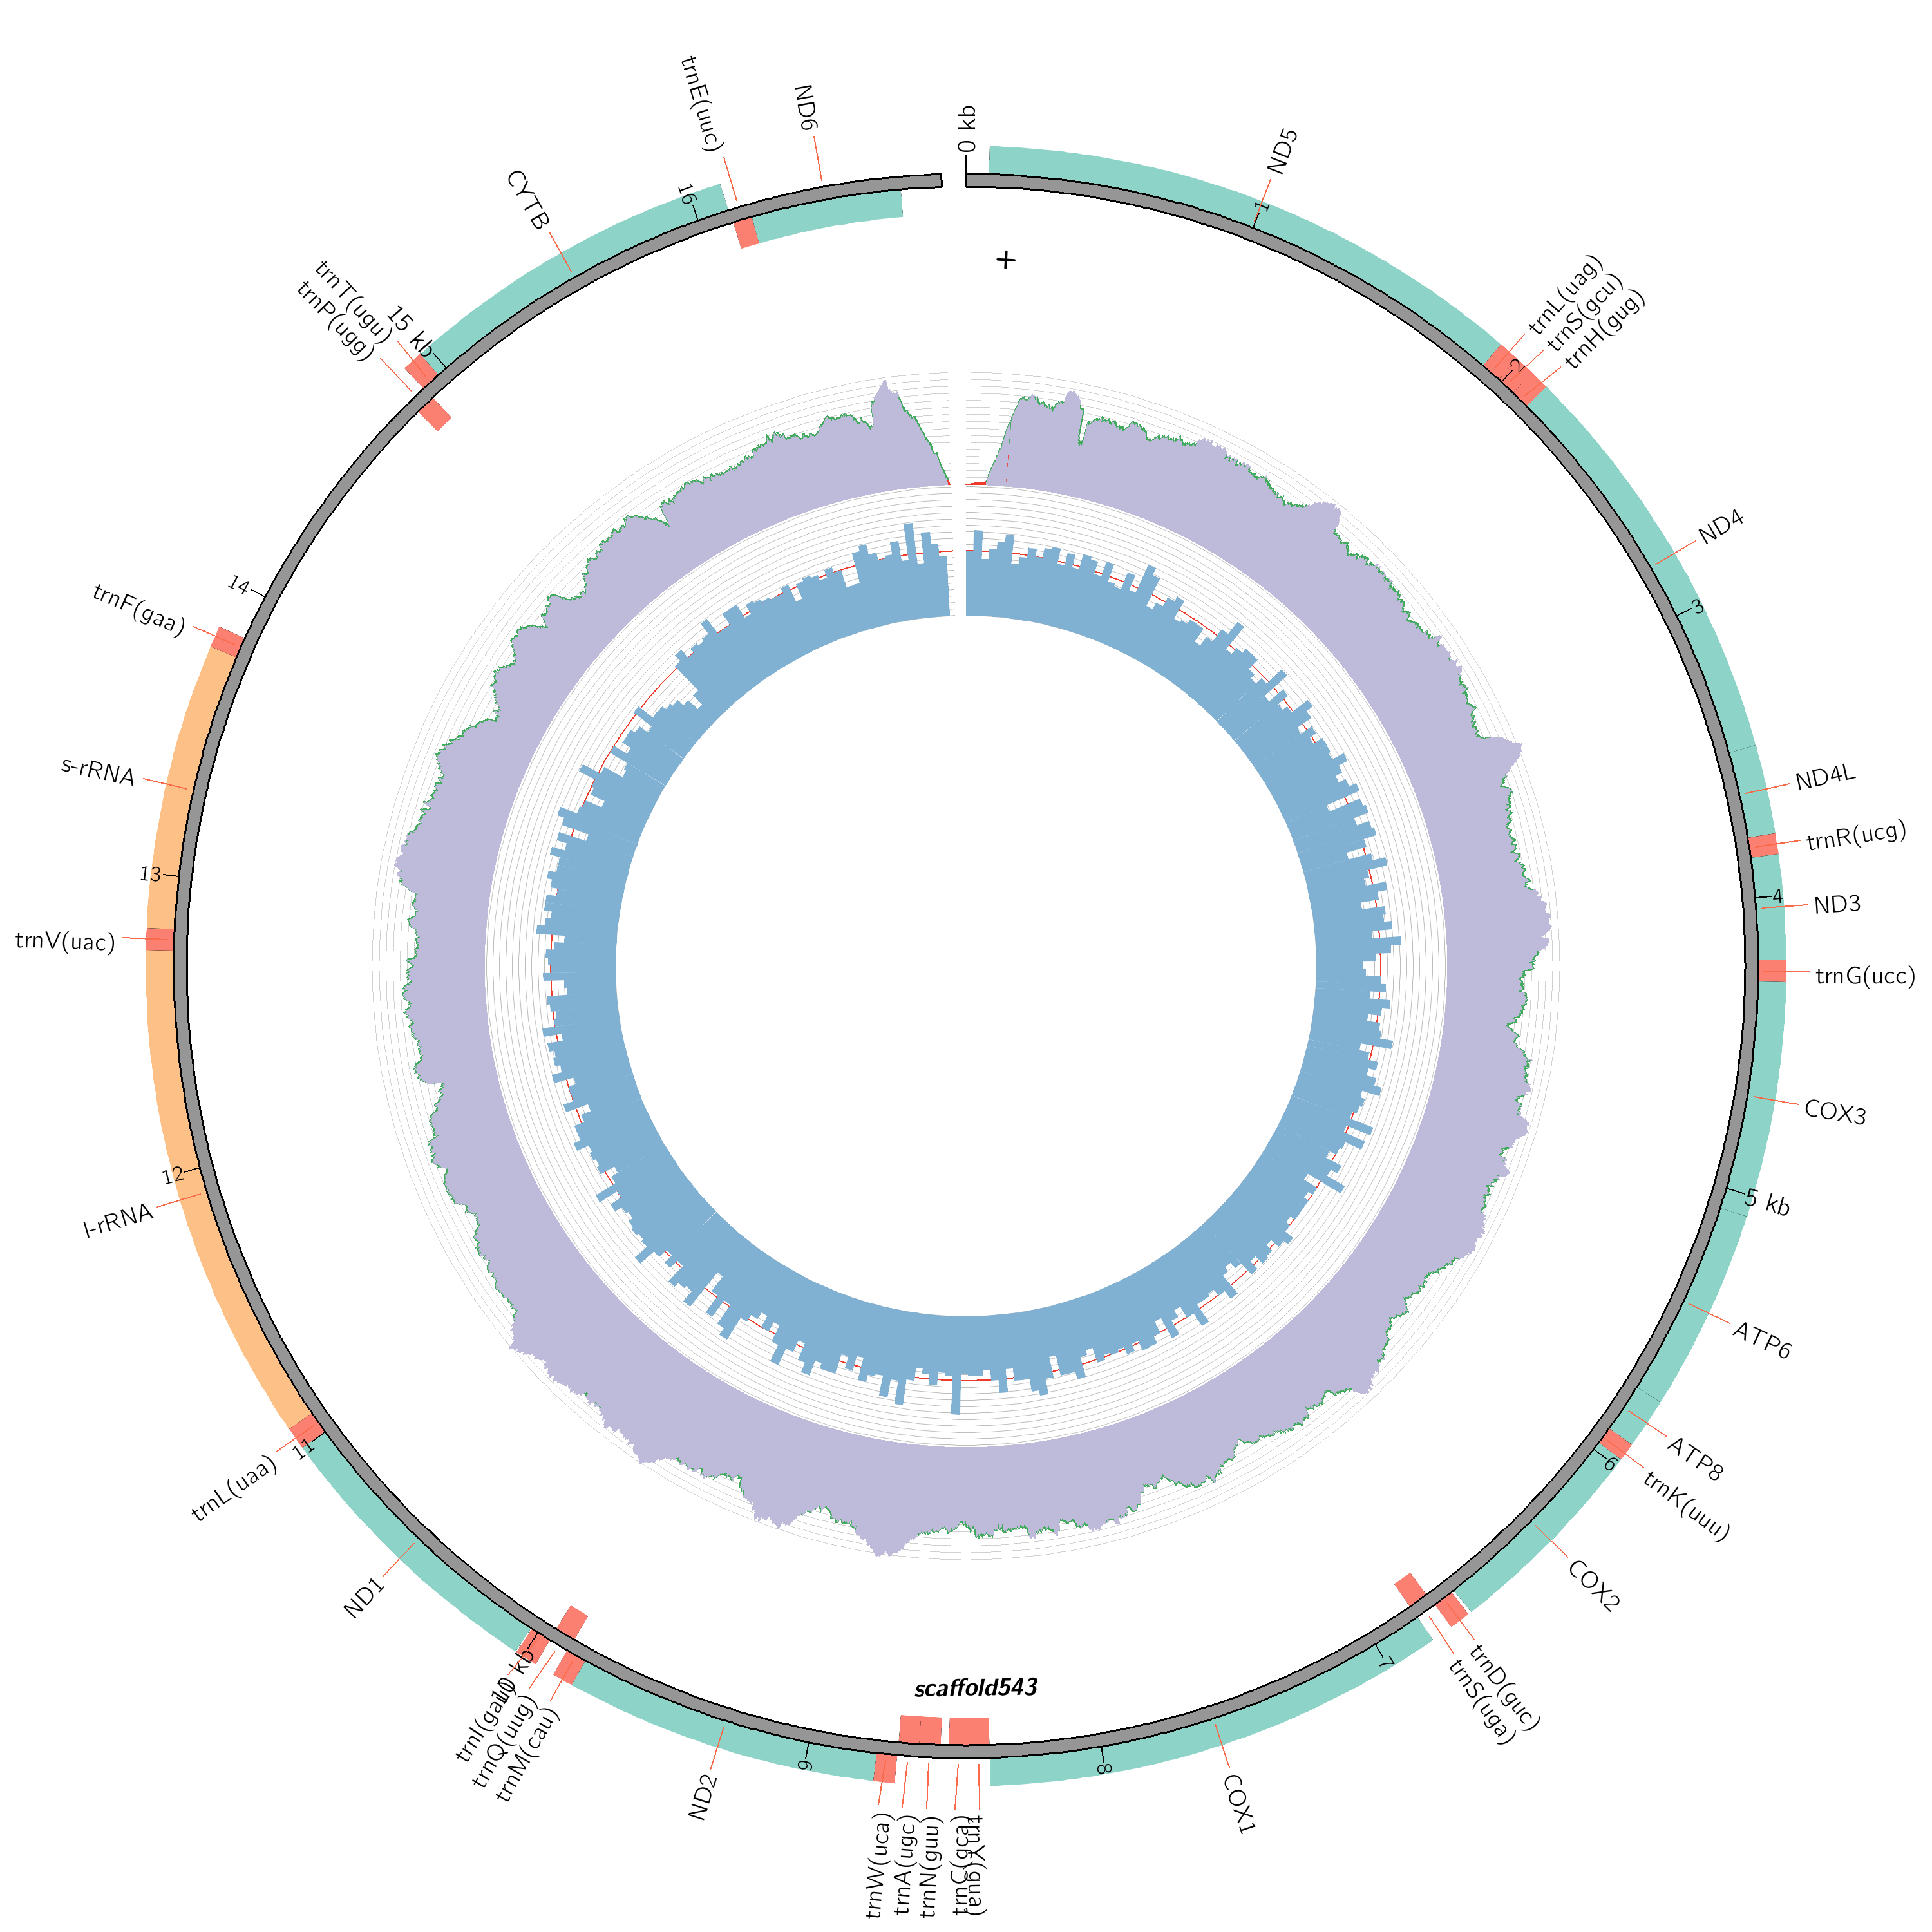 0 kb
ND5
1
trnL(uag)
trnS(gcu)
trnH(gug)
2
ND4
3
ND4L
trnR(ucg)
4
ND3
trnG(ucc)
COX3
5 kb
ATP6
ATP8
trnK(uuu)
6
COX2
trnD(guc)
trnS(uga)
7
COX1
8
trnY(gua)
trnC(gca)
trnN(guu)
trnA(ugc)
trnW(uca)
9
ND2
trnM(cau)
trnQ(uug)
trnI(gau)
10 kb
ND1
11
trnL(uaa)
l-rRNA
12
trnV(uac)
13
s-rRNA
trnF(gaa)
14
trnP(ugg)
trnT(ugu)
15 kb
CYTB
16
trnE(uuc)
ND6
+
scaffold543